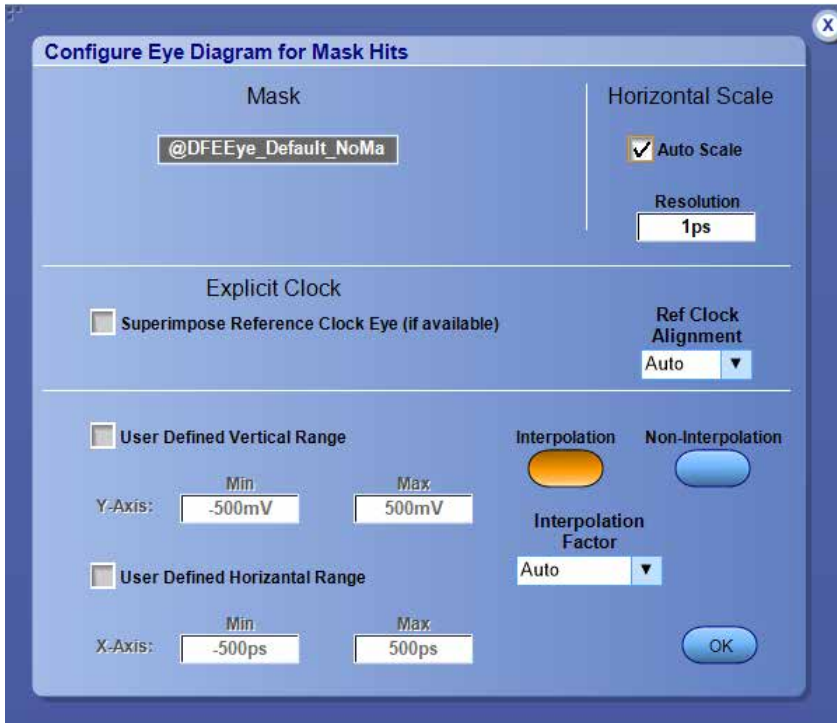 X
Configure Eye Diagram for Mask Hits
Mask
Horizontal Scale
@DFEEye_Default_NoMa
Auto Scale
Resolution
1ps
Explicit Clock
Superimpose Reference Clock Eye (if available)
Ref Clock
Alignment
Auto
User Defined Vertical Range
Interpolation
Non-Interpolation
Min
Max
Y-Axis:
-500mV
500mV
Interpolation
Factor
Auto
User Defined Horizantal Range
Min
Max
X-Axis:
-500ps
500ps
OK